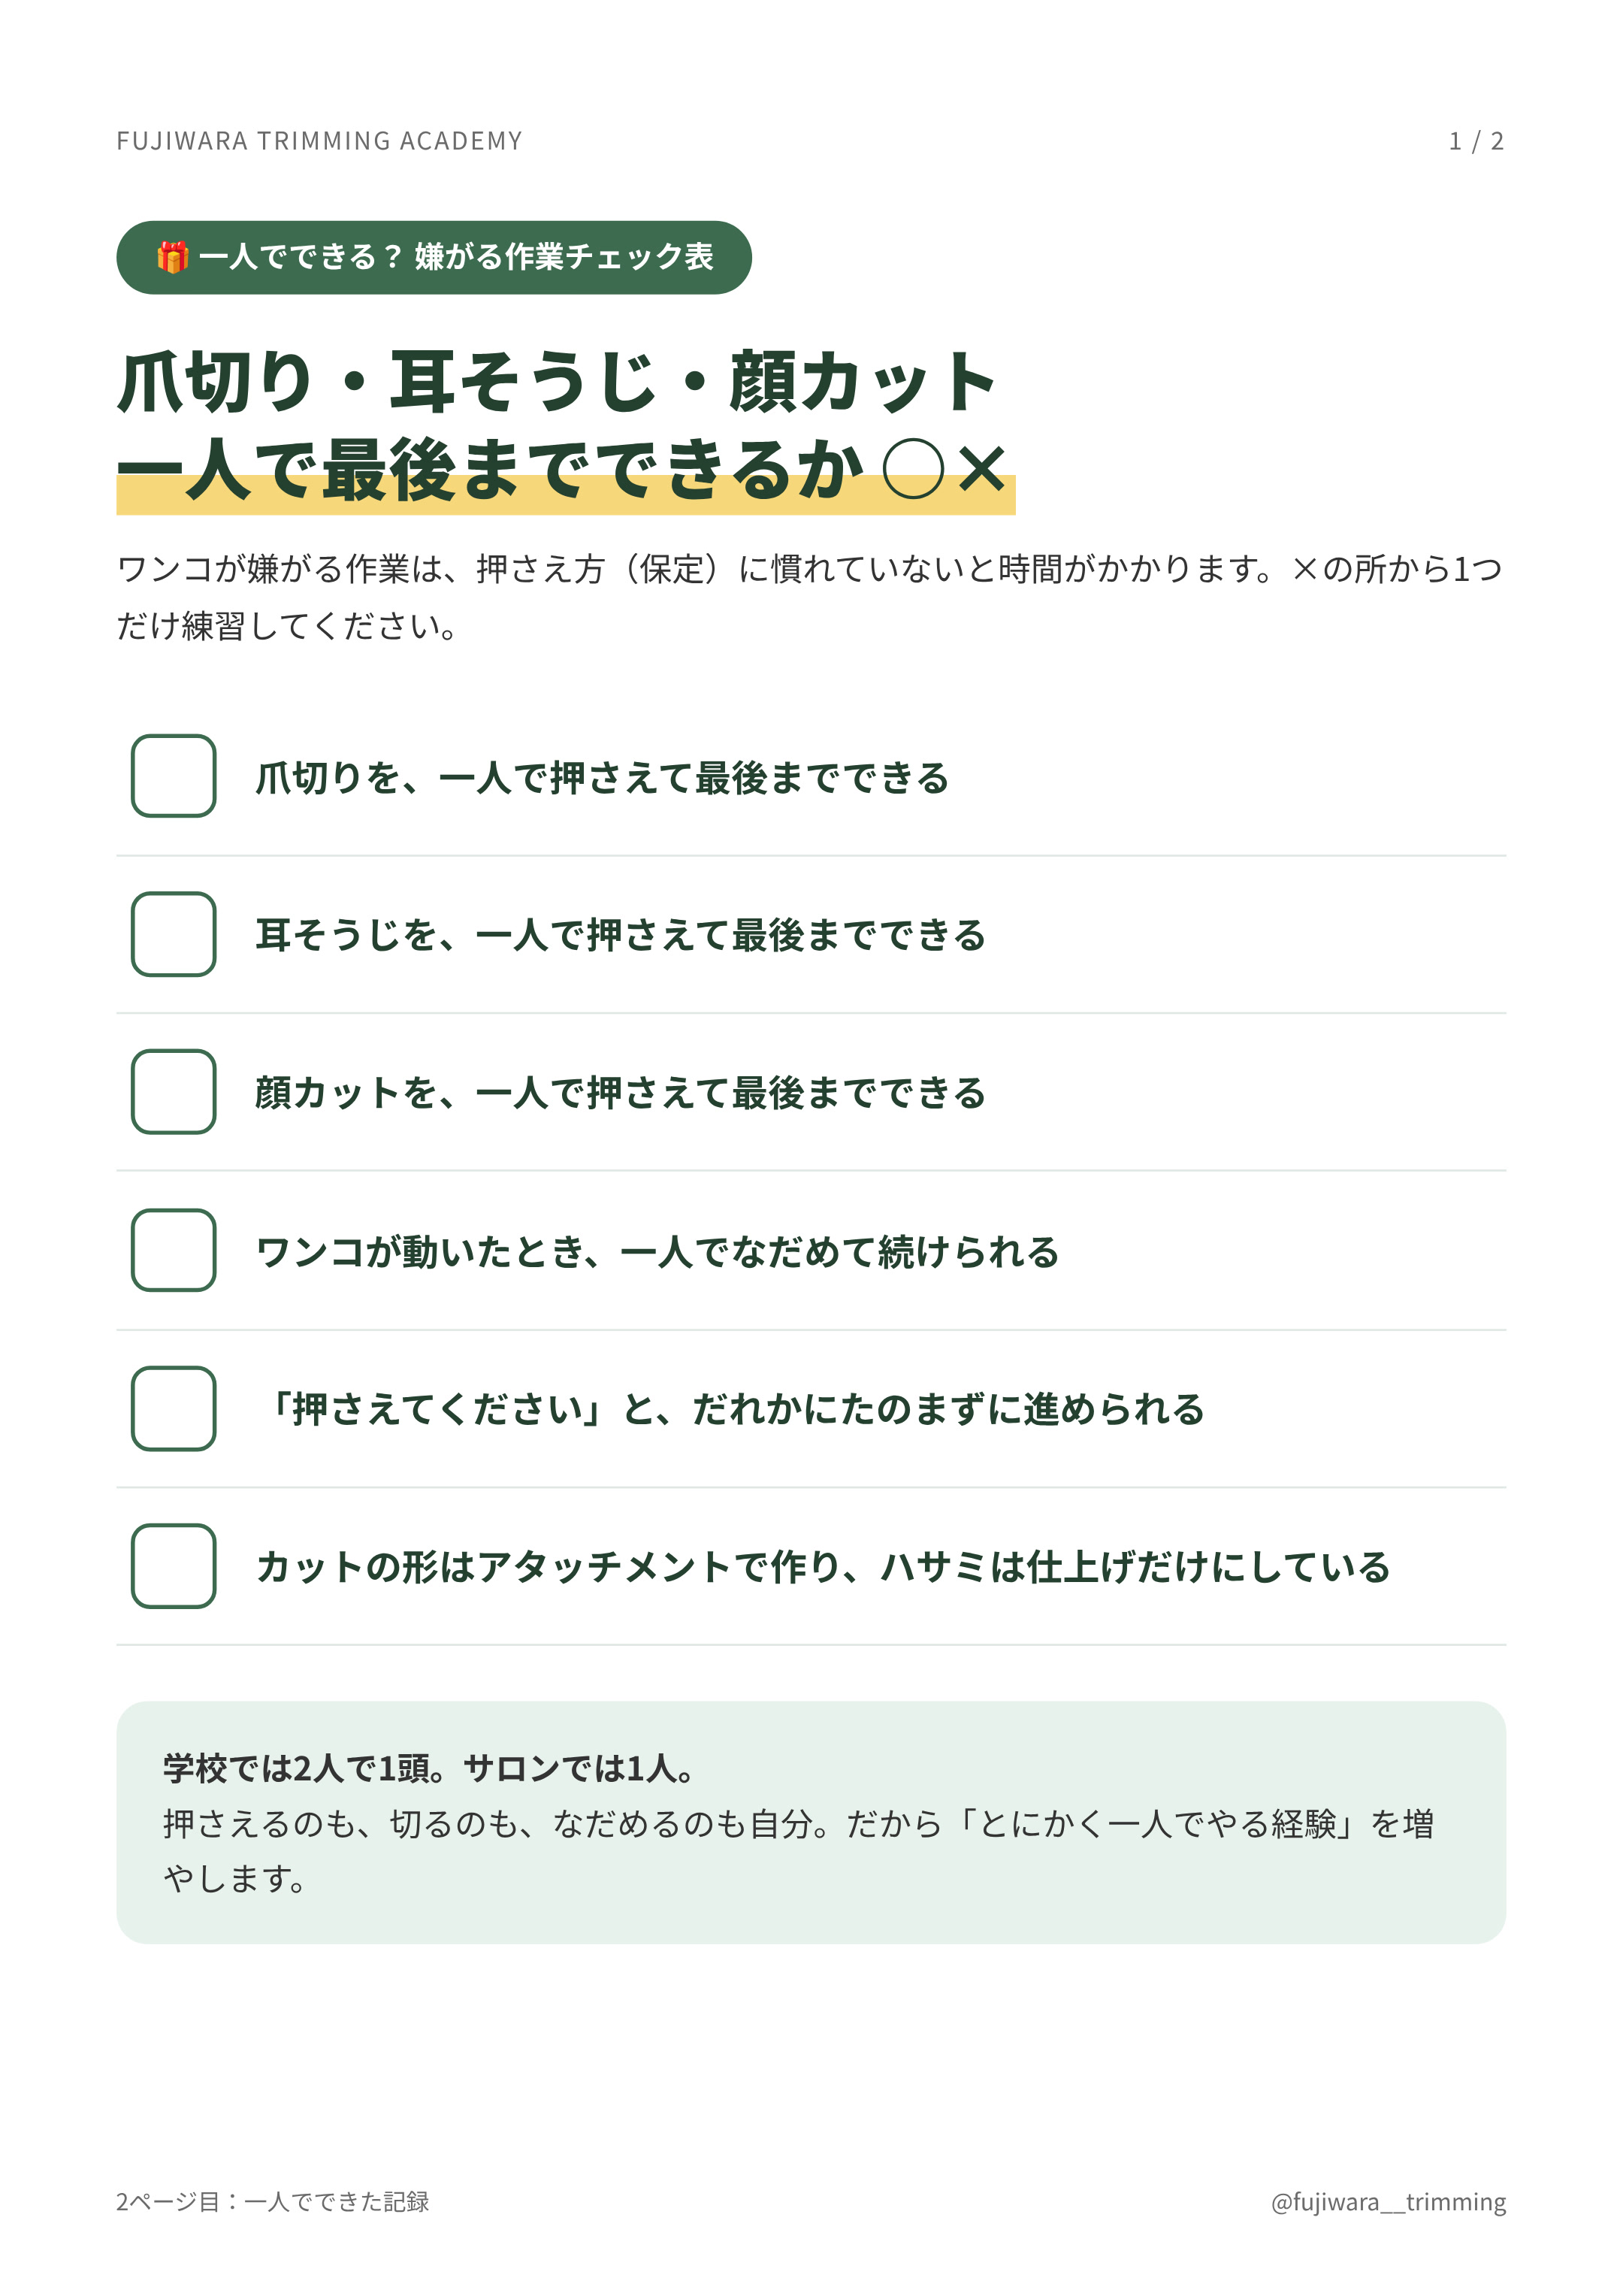 FUJIWARA TRIMMING ACADEMY
1 / 2
🎁 一人でできる？ 嫌がる作業チェック表
爪切り・耳そうじ・顔カット
一人で最後までできるか ○×
ワンコが嫌がる作業は、押さえ方（保定）に慣れていないと時間がかかります。×の所から1つ
だけ練習してください。
爪切りを、一人で押さえて最後までできる
耳そうじを、一人で押さえて最後までできる
顔カットを、一人で押さえて最後までできる
ワンコが動いたとき、一人でなだめて続けられる
「押さえてください」と、だれかにたのまずに進められる
カットの形はアタッチメントで作り、ハサミは仕上げだけにしている
学校では2人で1頭。サロンでは1人。
押さえるのも、切るのも、なだめるのも自分。だから「とにかく一人でやる経験」を増
やします。
2ページ目：一人でできた記録
@fujiwara__trimming